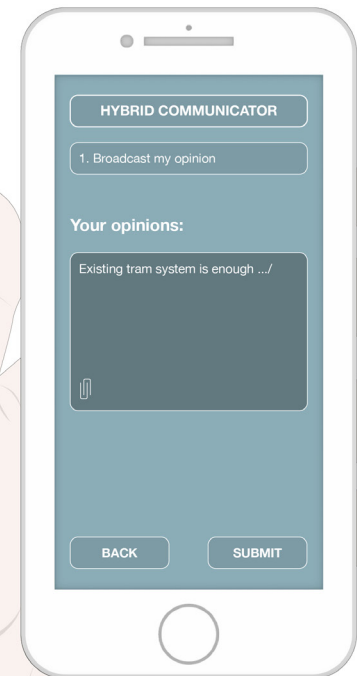 HYBRID COMMUNICATOR
1. Broadcast my opinion
Your opinions:
Existing tram system is enough .../
BACK
SUBMIT